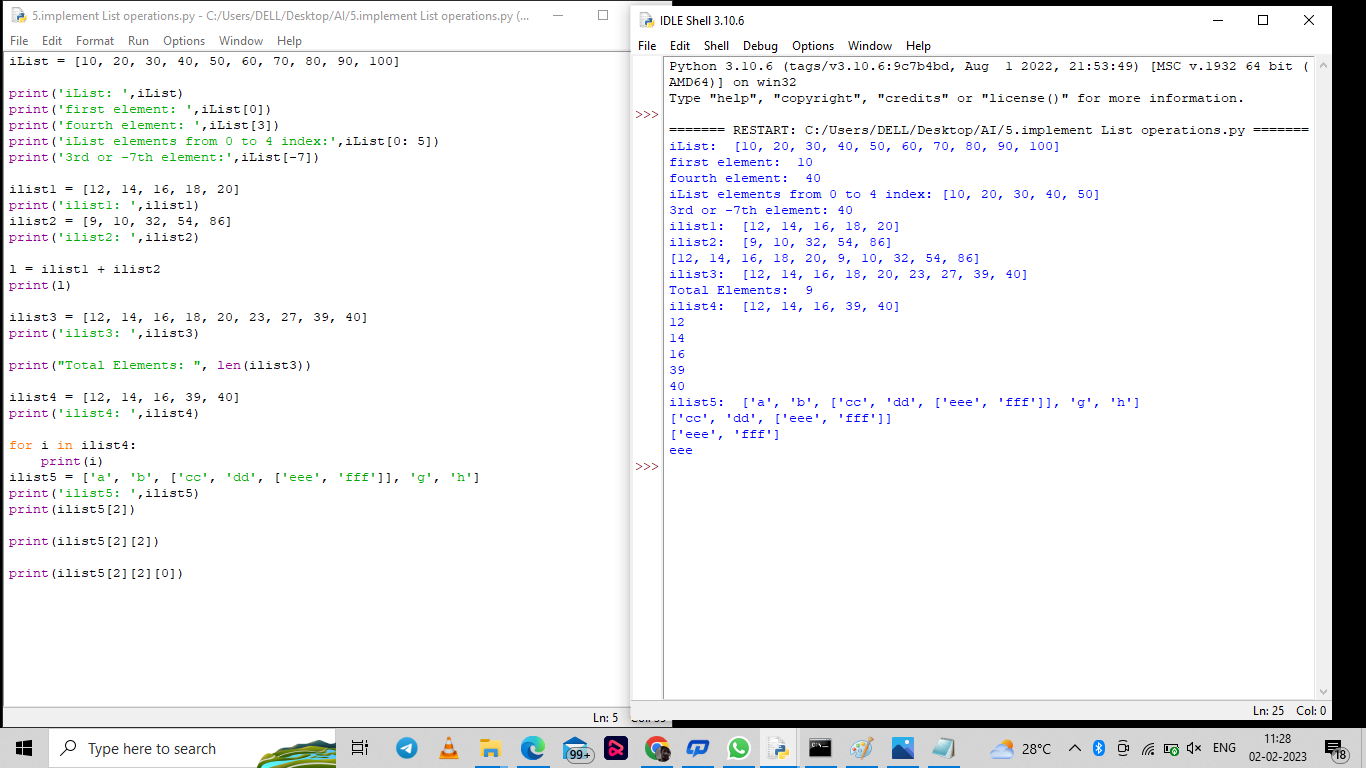 5.implement List operations.py - C:/Users/DELL/Desktop/AI/5.implement List operations.py (...
File Edit Format Run Options Window Help
iList = [10, 20, 30, 40, 50, 60, 70, 80, 90, 100]
print('iList: ',iList)
print('first element: ',iList[0])
print('fourth element: ',iList[3])
print('iList elements from 0 to 4 index:',iList[0: 5])
print('3rd or -7th element:',iList[-7])
ilist1 = [12, 14, 16, 18, 20]
print('ilist1: ',ilist1)
ilist2 = [9, 10, 32, 54, 86]
print('ilist2: ',ilist2)
l = ilist1 + ilist2
print(l)
ilist3 = [12, 14, 16, 18, 20, 23, 27, 39, 40]
print('ilist3: ',ilist3)
print("Total Elements: ", len(ilist3))
ilist4 = [12, 14, 16, 39, 40]
print('ilist4: ',ilist4)
for i in ilist4:
    print(i)
ilist5 = ['a', 'b', ['cc', 'dd', ['eee', 'fff']], 'g', 'h']
print('ilist5: ',ilist5)
print(ilist5[2])
print(ilist5[2][2])
print(ilist5[2][2][0])
Ln: 5
IDLE Shell 3.10.6
File Edit Shell Debug Options Window Help
Python 3.10.6 (tags/v3.10.6:9c7b4bd, Aug  1 2022, 21:53:49) [MSC v.1932 64 bit (
AMD64)] on win32
Type "help", "copyright", "credits" or "license()" for more information.
>>>
======= RESTART: C:/Users/DELL/Desktop/AI/5.implement List operations.py =======
iList:  [10, 20, 30, 40, 50, 60, 70, 80, 90, 100]
first element:  10
fourth element:  40
iList elements from 0 to 4 index: [10, 20, 30, 40, 50]
3rd or -7th element: 40
ilist1:  [12, 14, 16, 18, 20]
ilist2:  [9, 10, 32, 54, 86]
[12, 14, 16, 18, 20, 9, 10, 32, 54, 86]
ilist3:  [12, 14, 16, 18, 20, 23, 27, 39, 40]
Total Elements:  9
ilist4:  [12, 14, 16, 39, 40]
12
14
16
39
40
ilist5:  ['a', 'b', ['cc', 'dd', ['eee', 'fff']], 'g', 'h']
['cc', 'dd', ['eee', 'fff']]
['eee', 'fff']
eee
>>>
Ln: 25 Col: 0
Type here to search
99+
28°C
ENG
11:28
02-02-2023
18